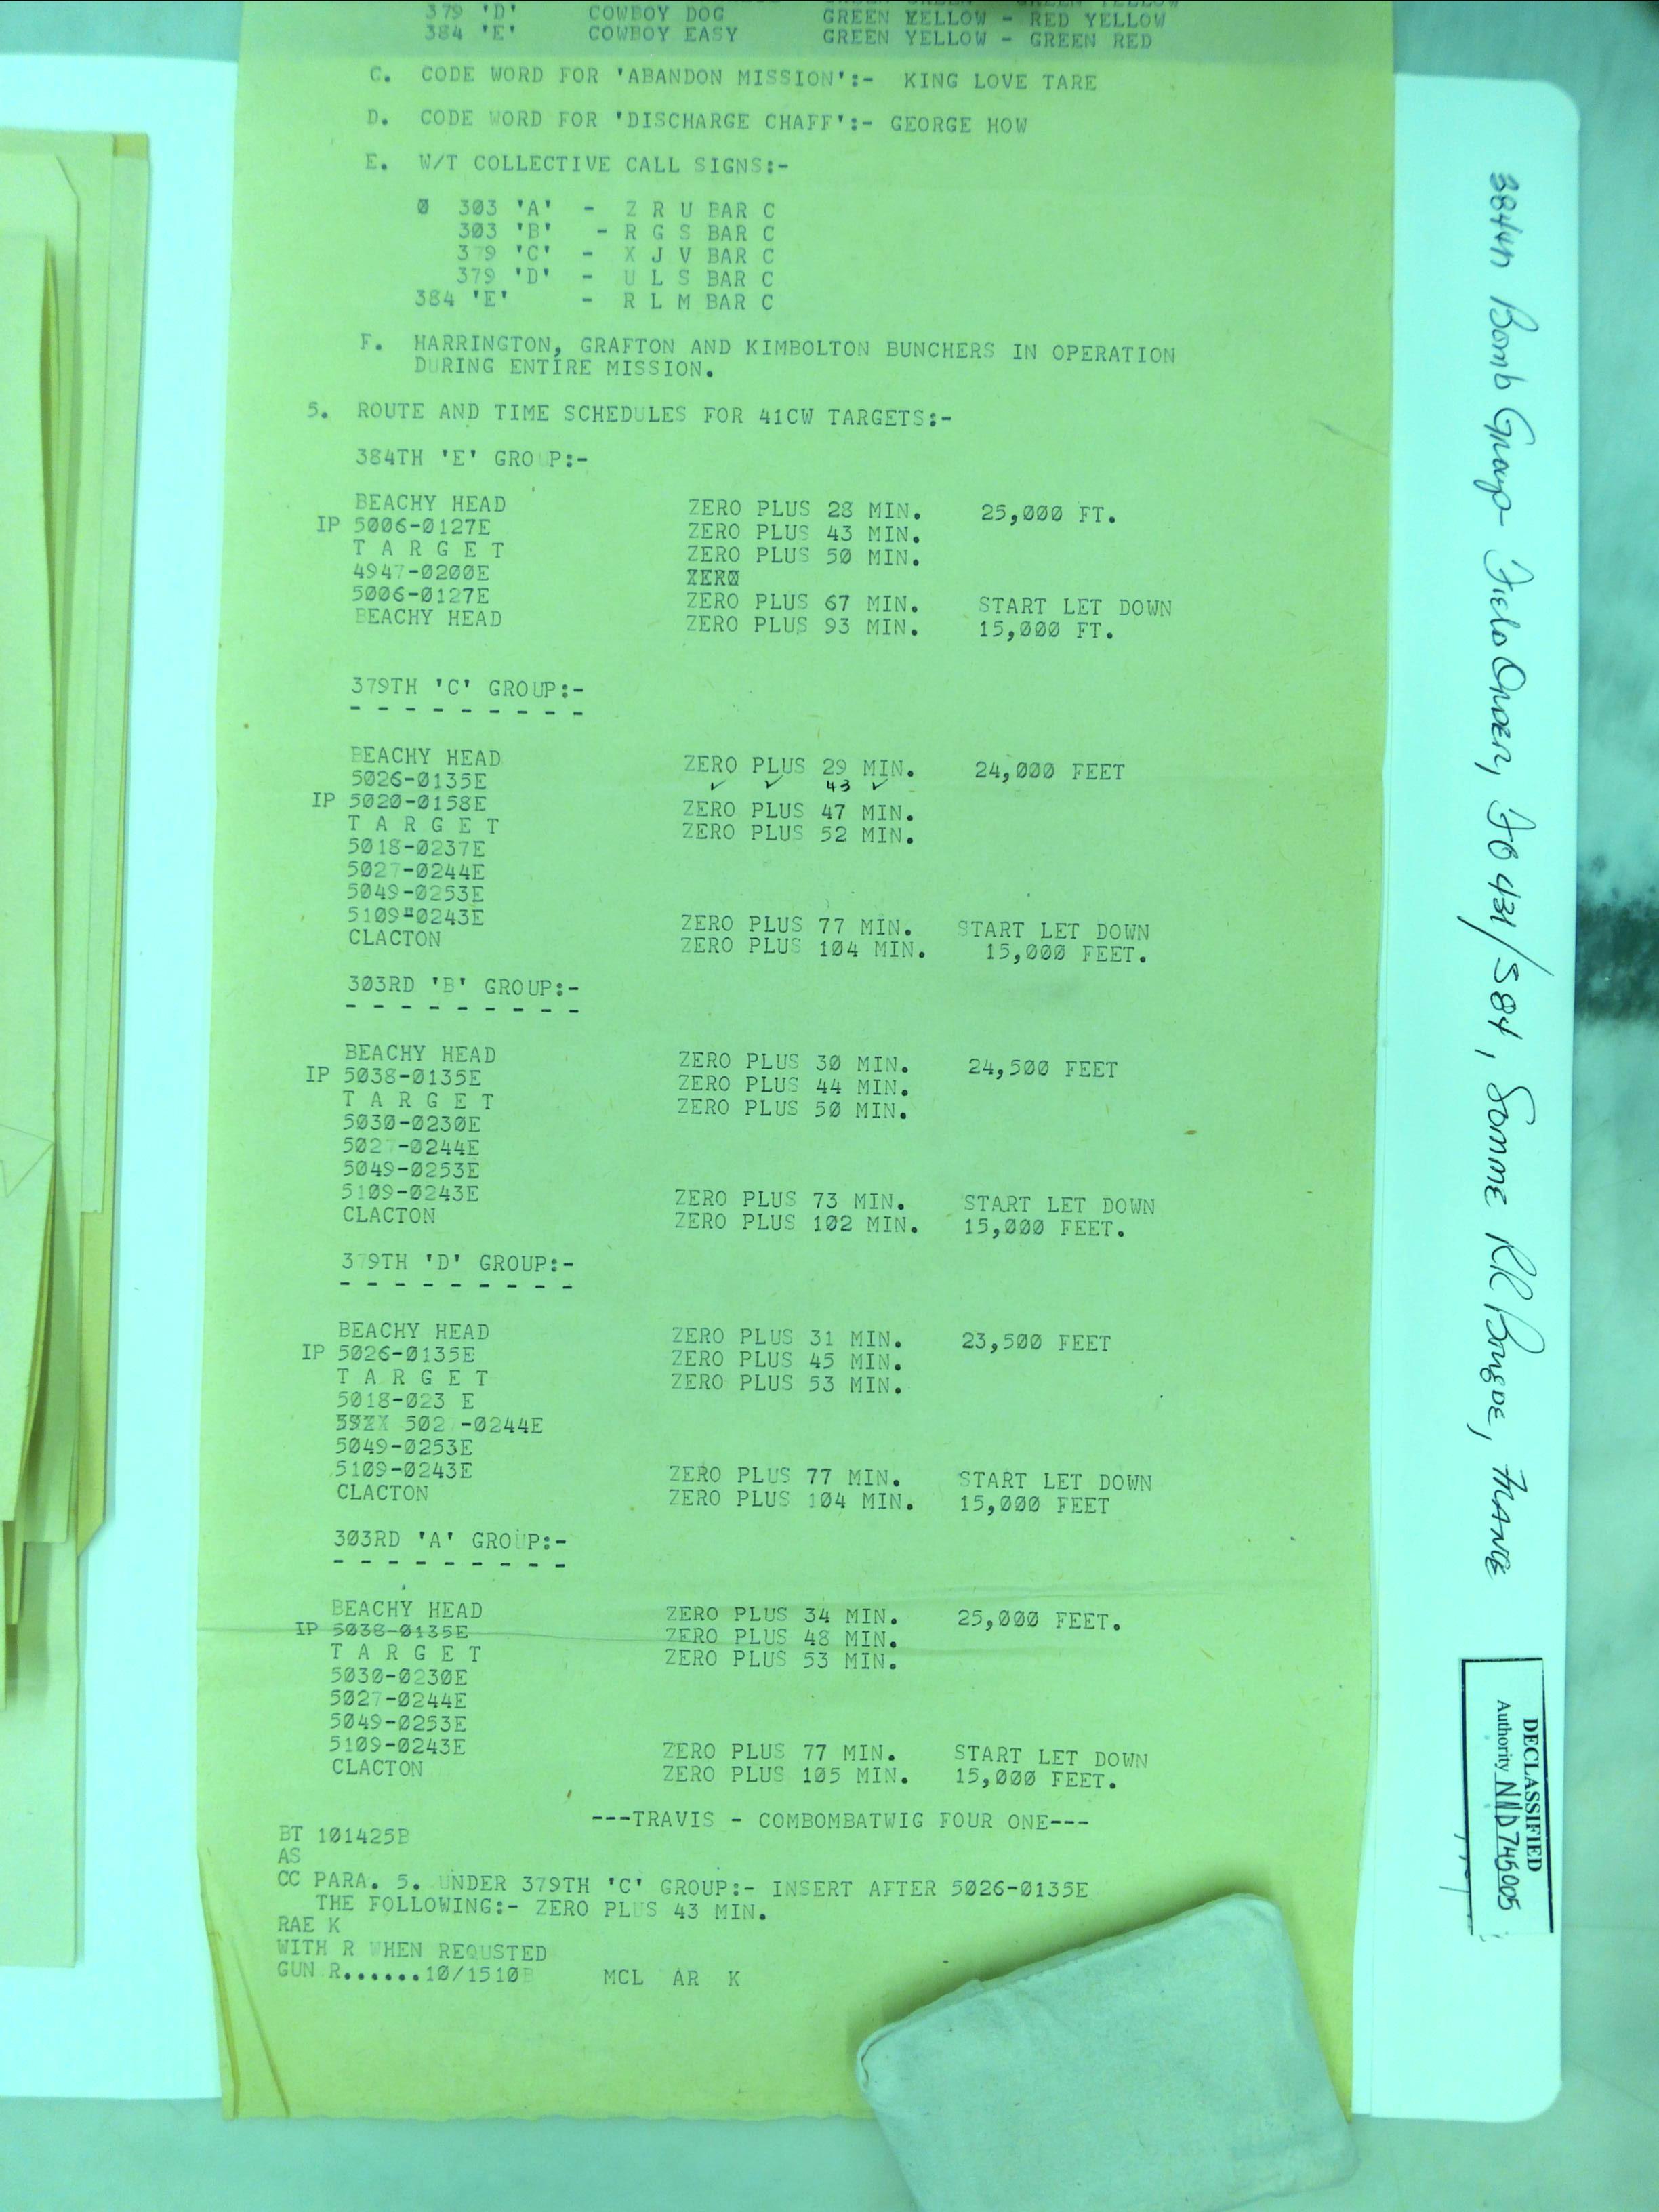 379 'D' COWBOY DOG GREEN YELLOW - RED YELLOW
384 'E' COWBOY EASY GREEN YELLOW - GREEN RED
C. CODE WORD FOR 'ABANDON MISSION':- KING LOVE TARE
D. CODE WORD FOR 'DISCHARGE CHAFF':- GEORGE HOW
E. W/T COLLECTIVE CALL SIGNS:-
0 303 'A' - Z R U BAR C
303 'B' - R G S BAR C
379 'C' - X J V BAR C
379 'D' - U L S BAR C
384 'E' - R L M BAR C
F. HARRINGTON, GRAFTON AND KIMBOLTON BUNCHERS IN OPERATION
DURING ENTIRE MISSION.
5. ROUTE AND TIME SCHEDULES FOR 41CW TARGETS:-
384TH 'E' GROUP:-
BEACHY HEAD ZERO PLUS 28 MIN. 25,000 FT.
IP 5006-0127E ZERO PLUS 43 MIN.
T A R G E T ZERO PLUS 50 MIN.
4947-0200E ZERO
5006-0127E ZERO PLUS 67 MIN. START LET DOWN
BEACHY HEAD ZERO PLUS 93 MIN. 15,000 FT.
379TH 'C' GROUP:-
- - - - - - - - -
BEACHY HEAD ZERO PLUS 29 MIN. 24,000 FEET
5026-0135E ✓ ✓ 43 ✓
IP 5020-0158E ZERO PLUS 47 MIN.
T A R G E T ZERO PLUS 52 MIN.
5018-0237E
5027-0244E
5049-0253E
5109-0243E ZERO PLUS 77 MIN. START LET DOWN
CLACTON ZERO PLUS 104 MIN. 15,000 FEET.
303RD 'B' GROUP:-
- - - - - - - - -
BEACHY HEAD ZERO PLUS 30 MIN. 24,500 FEET
IP 5038-0135E ZERO PLUS 44 MIN.
T A R G E T ZERO PLUS 50 MIN.
5030-0230E
5027-0244E
5049-0253E
5109-0243E ZERO PLUS 73 MIN. START LET DOWN
CLACTON ZERO PLUS 102 MIN. 15,000 FEET.
379TH 'D' GROUP:-
- - - - - - - - -
BEACHY HEAD ZERO PLUS 31 MIN. 23,500 FEET
IP 5026-0135E ZERO PLUS 45 MIN.
T A R G E T ZERO PLUS 53 MIN.
5018-023 E
502 -0244E
5049-0253E
5109-0243E ZERO PLUS 77 MIN. START LET DOWN
CLACTON ZERO PLUS 104 MIN. 15,000 FEET
303RD 'A' GROUP:-
- - - - - - - - -
BEACHY HEAD ZERO PLUS 34 MIN. 25,000 FEET.
IP 5038-0135E ZERO PLUS 48 MIN.
T A R G E T ZERO PLUS 53 MIN.
5030-0230E
5027-0244E
5049-0253E
5109-0243E ZERO PLUS 77 MIN. START LET DOWN
CLACTON ZERO PLUS 105 MIN. 15,000 FEET.
---TRAVIS - COMBOMBATWIG FOUR ONE---
BT 101425B
AS
CC PARA. 5. UNDER 379TH 'C' GROUP:- INSERT AFTER 5026-0135E
THE FOLLOWING:- ZERO PLUS 43 MIN.
RAE K
WITH R WHEN REQUSTED
GUN R......10/1510B MCL AR K
384th Bomb Group - Field Order, FO 431/S84, Somme RR Bridge, France
DECLASSIFIED
Authority NND 745005